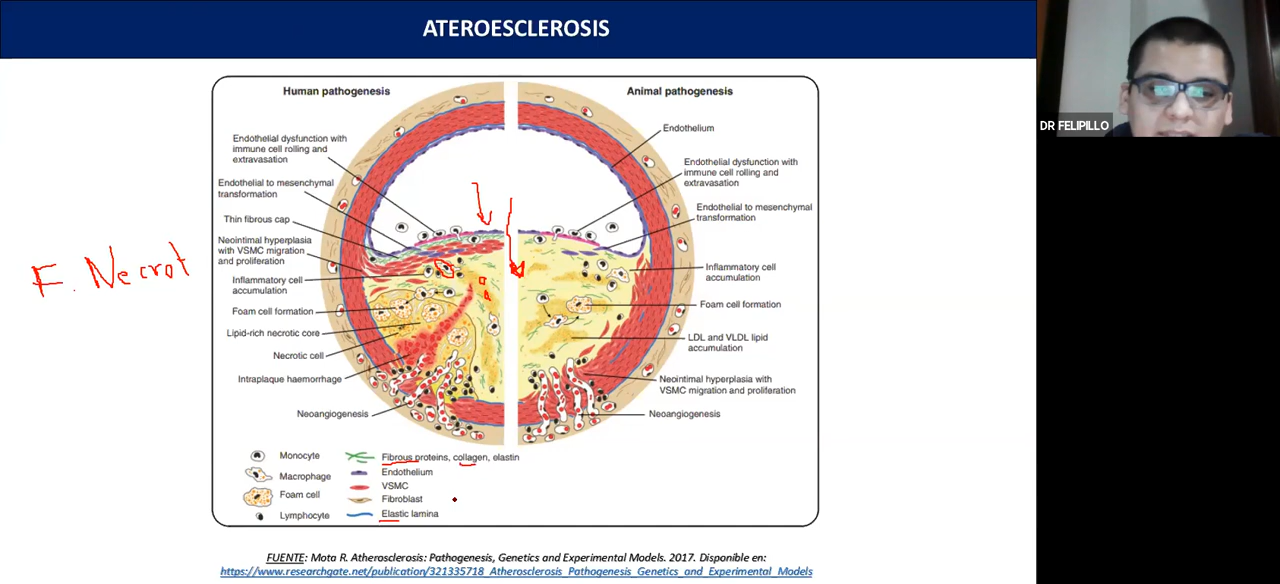 ATEROESCLEROSIS
DR FELIPILLO
Human pathogenesis
Animal pathogenesis
Endothelial dysfunction with
immune cell rolling and
extravasation
Endothelial to mesenchymal
transformation
Thin fibrous cap
Neointimal hyperplasia
with VSMC migration
and proliferation
Inflammatory cell
accumulation
Foam cell formation
Lipid-rich necrotic core
Necrotic cell
Intraplaque haemorrhage
Neoangiogenesis
Endothelium
Endothelial dysfunction with
immune cell rolling and
extravasation
Endothelial to mesenchymal
transformation
Inflammatory cell
accumulation
Foam cell formation
LDL and VLDL lipid
accumulation
Neointimal hyperplasia with
VSMC migration and proliferation
Neoangiogenesis
F. Necrot
Monocyte
Macrophage
Foam cell
Lymphocyte
Fibrous proteins, collagen, elastin
Endothelium
VSMC
Fibroblast
Elastic lamina
FUENTE: Mota R. Atherosclerosis: Pathogenesis, Genetics and Experimental Models. 2017. Disponible en:
https://www.researchgate.net/publication/321335718_Atherosclerosis_Pathogenesis_Genetics_and_Experimental_Models